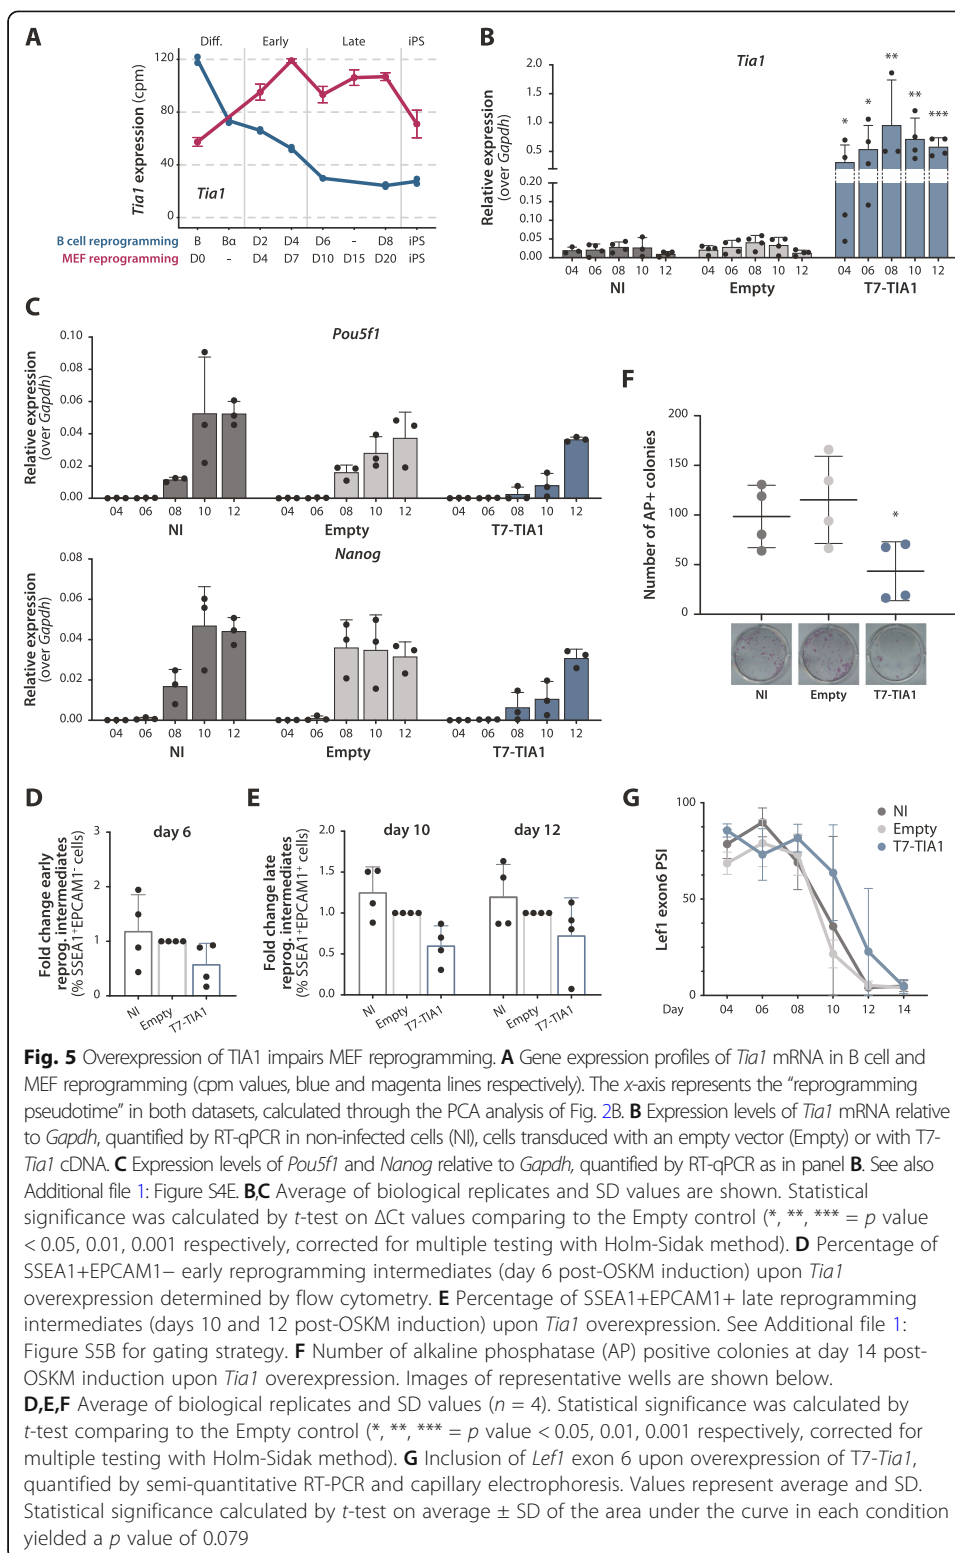 A
Diff. Early Late iPS
Tia1 expression (cpm)
120
80
40
0
Tia1
B cell reprogramming B Bα D2 D4 D6 - D8 iPS
MEF reprogramming D0 - D4 D7 D10 D15 D20 iPS
B
Tia1
Relative expression
(over Gapdh)
2.0
1.5
1.0
0.5
0.20
0.15
0.10
0.05
0.00
* * ** ** ***
04 06 08 10 12 04 06 08 10 12 04 06 08 10 12
NI Empty T7-TIA1
C
Pou5f1
Relative expression
(over Gapdh)
0.10
0.08
0.06
0.04
0.02
0.00
04 06 08 10 12 04 06 08 10 12 04 06 08 10 12
NI Empty T7-TIA1
Nanog
Relative expression
(over Gapdh)
0.08
0.06
0.04
0.02
0.00
04 06 08 10 12 04 06 08 10 12 04 06 08 10 12
NI Empty T7-TIA1
F
Number of AP+ colonies
200
150
100
50
0
*
NI Empty T7-TIA1
D
day 6
Fold change early
reprog. intermediates
(% SSEA1+EPCAM1- cells)
3
2
1
0
NI Empty T7-TIA1
E
day 10 day 12
Fold change late
reprog. intermediates
(% SSEA1+EPCAM1+ cells)
2.0
1.5
1.0
0.5
0.0
NI Empty T7-TIA1 NI Empty T7-TIA1
G
NI
Empty
T7-TIA1
Lef1 exon6 PSI
100
50
0
Day 04 06 08 10 12 14
Fig. 5 Overexpression of TIA1 impairs MEF reprogramming. A Gene expression profiles of Tia1 mRNA in B cell and
MEF reprogramming (cpm values, blue and magenta lines respectively). The x-axis represents the “reprogramming
pseudotime” in both datasets, calculated through the PCA analysis of Fig. 2B. B Expression levels of Tia1 mRNA relative
to Gapdh, quantified by RT-qPCR in non-infected cells (NI), cells transduced with an empty vector (Empty) or with T7-
Tia1 cDNA. C Expression levels of Pou5f1 and Nanog relative to Gapdh, quantified by RT-qPCR as in panel B. See also
Additional file 1: Figure S4E. B,C Average of biological replicates and SD values are shown. Statistical
significance was calculated by t-test on ΔCt values comparing to the Empty control (*, **, *** = p value
< 0.05, 0.01, 0.001 respectively, corrected for multiple testing with Holm-Sidak method). D Percentage of
SSEA1+EPCAM1− early reprogramming intermediates (day 6 post-OSKM induction) upon Tia1
overexpression determined by flow cytometry. E Percentage of SSEA1+EPCAM1+ late reprogramming
intermediates (days 10 and 12 post-OSKM induction) upon Tia1 overexpression. See Additional file 1:
Figure S5B for gating strategy. F Number of alkaline phosphatase (AP) positive colonies at day 14 post-
OSKM induction upon Tia1 overexpression. Images of representative wells are shown below.
D,E,F Average of biological replicates and SD values (n = 4). Statistical significance was calculated by
t-test comparing to the Empty control (*, **, *** = p value < 0.05, 0.01, 0.001 respectively, corrected for
multiple testing with Holm-Sidak method). G Inclusion of Lef1 exon 6 upon overexpression of T7-Tia1,
quantified by semi-quantitative RT-PCR and capillary electrophoresis. Values represent average and SD.
Statistical significance calculated by t-test on average ± SD of the area under the curve in each condition
yielded a p value of 0.079